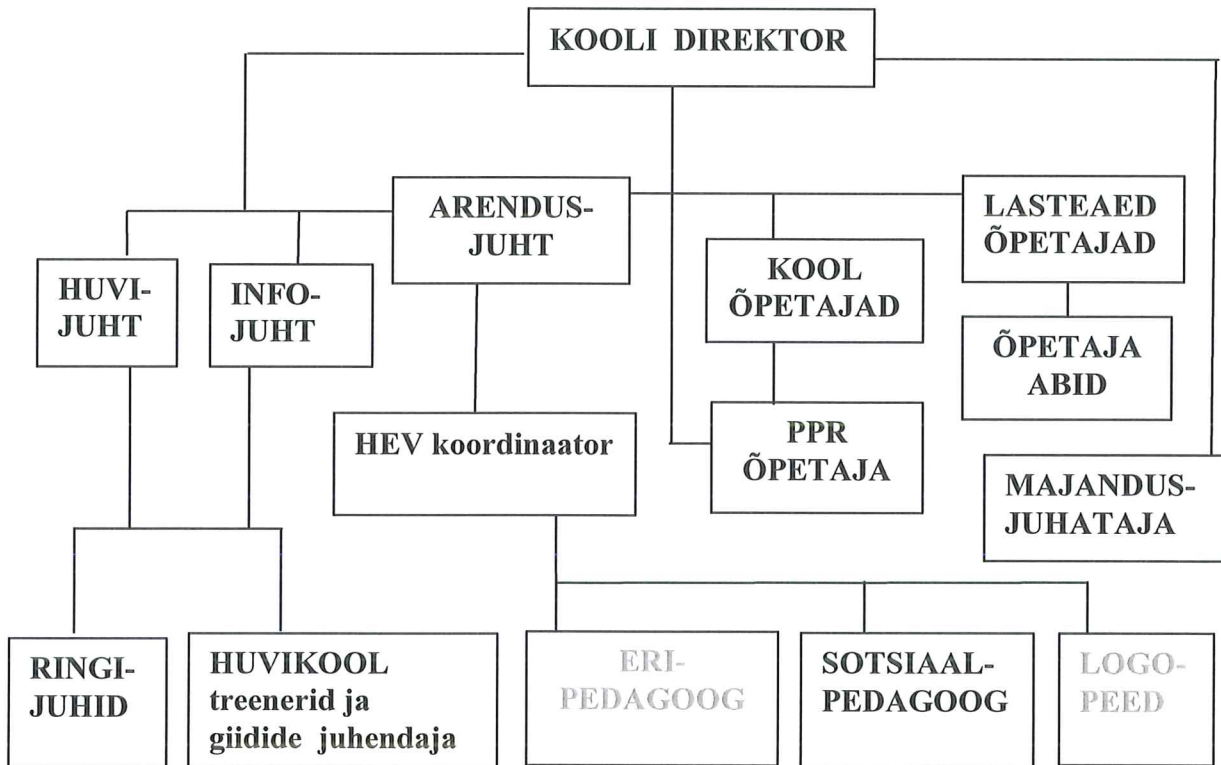 KOOLI DIREKTOR
ARENDUS-
JUHT
LASTEAED
ÕPETAJAD
KOOL
ÕPETAJAD
HUVI-
JUHT
INFO-
JUHT
ÕPETAJA
ABID
HEV koordinaator
PPR
ÕPETAJA
MAJANDUS-
JUHATAJA
RINGI-
JUHID
HUVIKOOL
treenerid ja
giidide juhendaja
ERI-
PEDAGOOG
SOTSIAAL-
PEDAGOOG
LOGO-
PEED